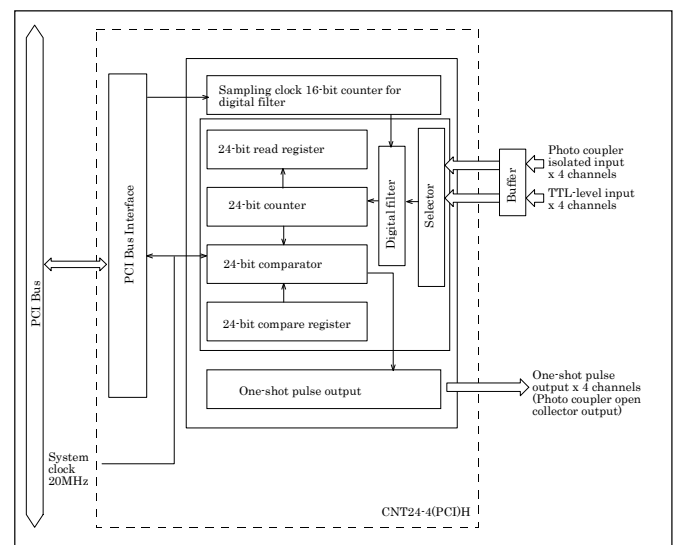 Sampling clock 16-bit counter for
digital filter
24-bit read register
24-bit counter
24-bit comparator
24-bit compare register
One-shot pulse output
Digital filter
Selector
Buffer
Photo coupler
isolated input
x 4 channels
TTL-level input
x 4 channels
PCI Bus Interface
PCI Bus
One-shot pulse
output x 4 channels
(Photo coupler open
collector output)
System
clock
20MHz
CNT24-4(PCI)H